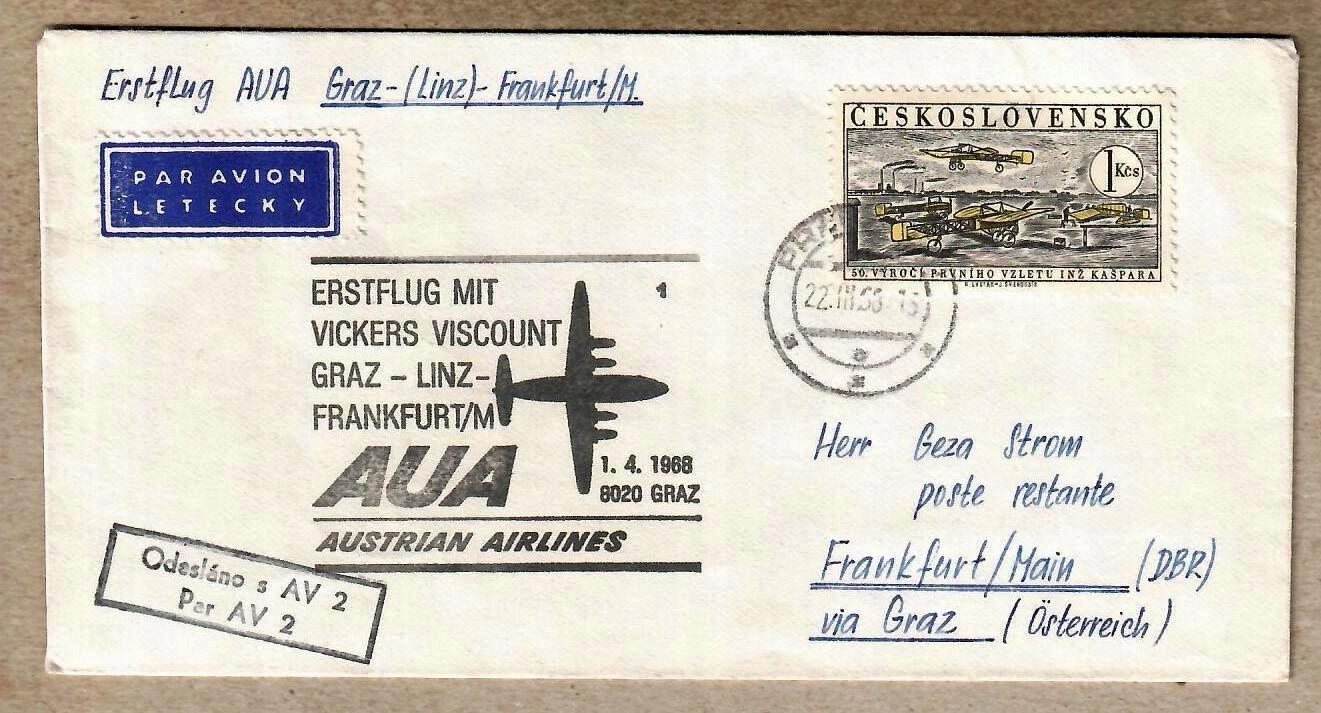 Erstflug AUA Graz-(Linz)-Frankfurt/M.
PAR AVION
LETECKY
ČESKOSLOVENSKO
1 Kčs
50. VÝROČÍ PRVNÍHO VZLETU INŽ KAŠPARA
22.III.68
ERSTFLUG MIT 1
VICKERS VISCOUNT
GRAZ – LINZ-
FRANKFURT/M
AUA
1. 4. 1968
8020 GRAZ
AUSTRIAN AIRLINES
Odesláno s AV 2
Par AV 2
Herr Geza Strom
poste restante
Frankfurt/Main (DBR)
via Graz (Österreich)